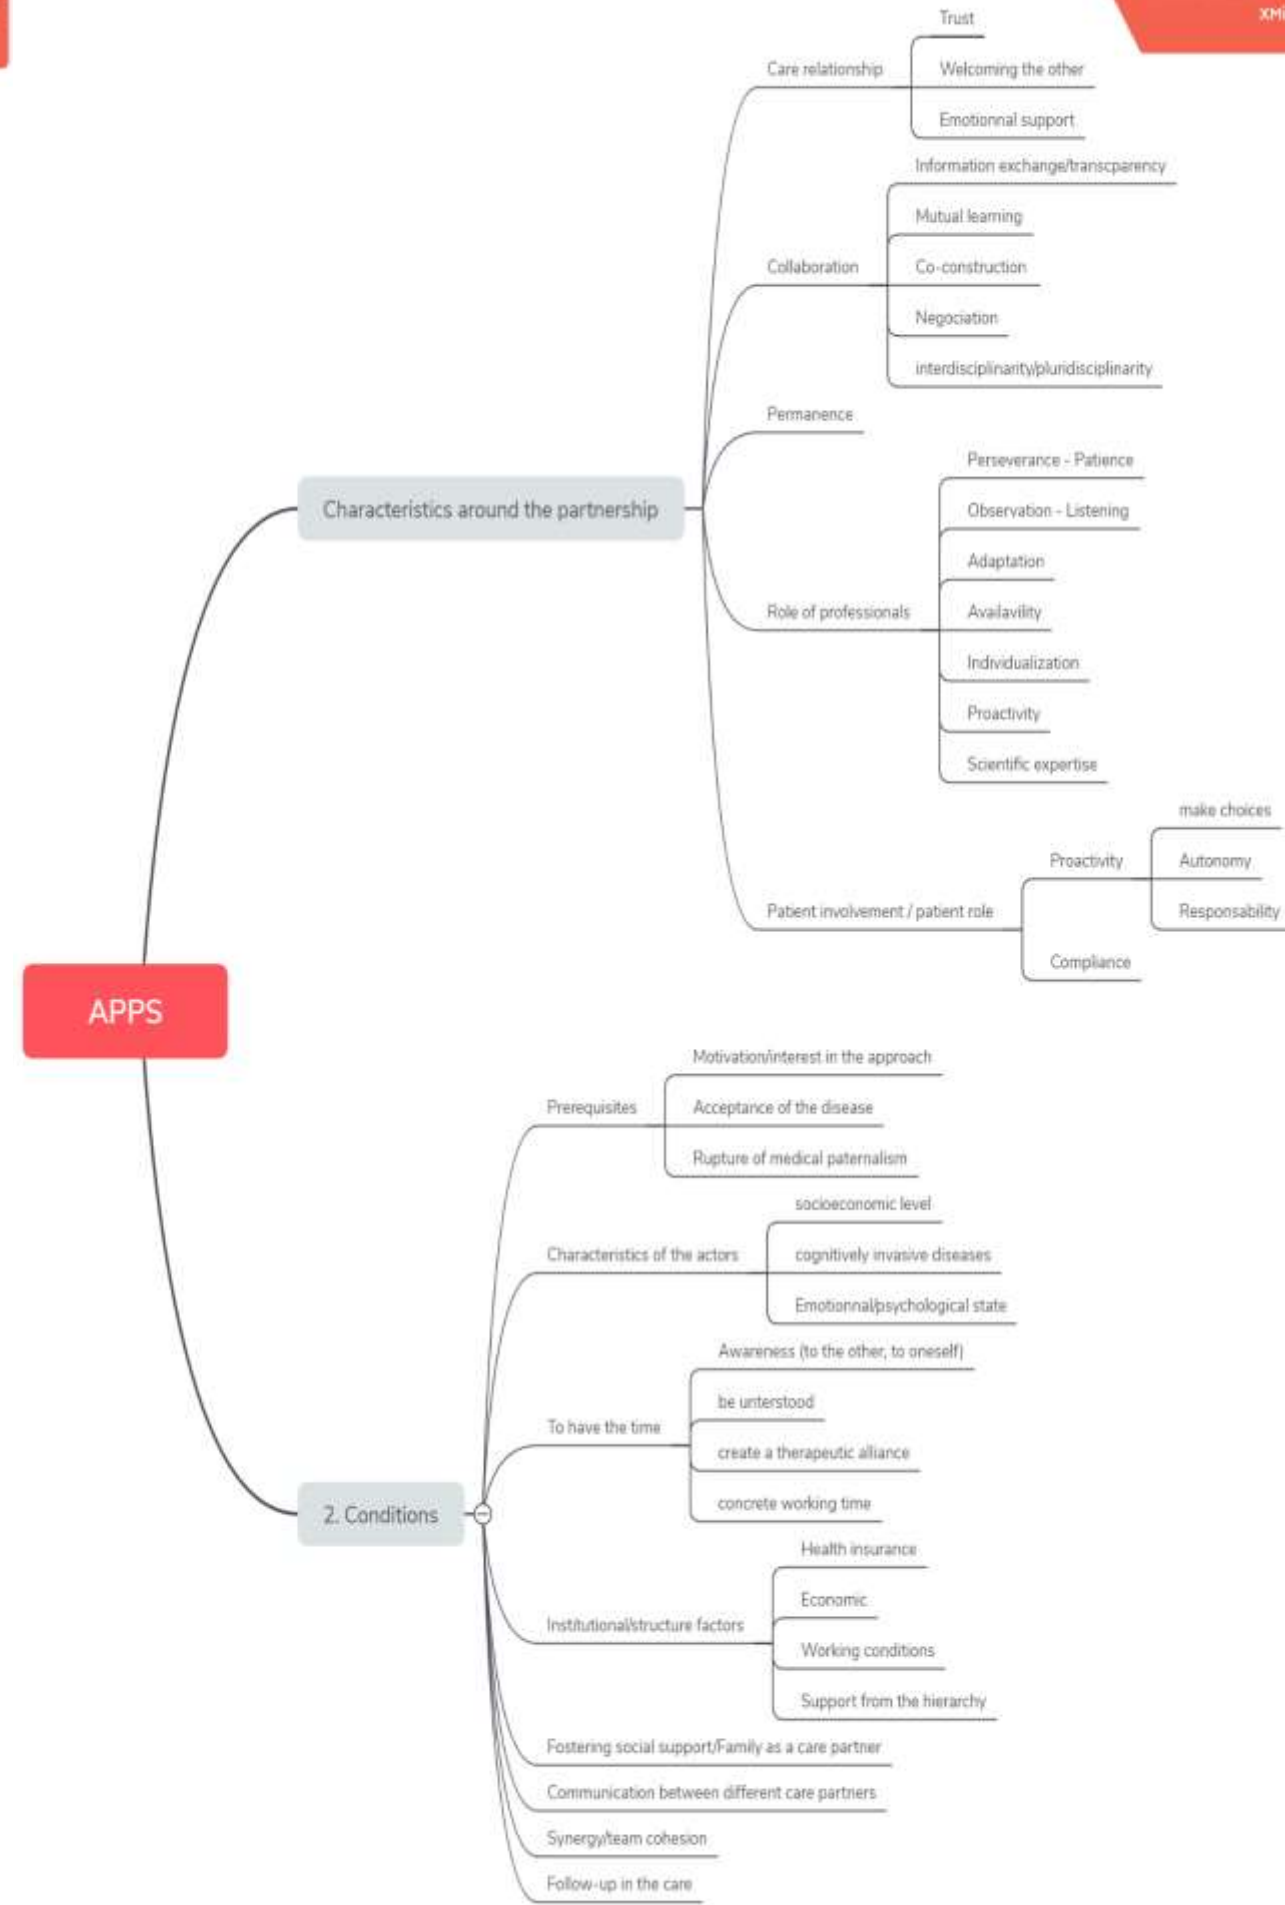 XMi
Trust
Care relationship
Welcoming the other
Emotionnal support
Information exchange/transcparency
Mutual learning
Collaboration
Co-construction
Negociation
interdisciplinarity/pluridisciplinarity
Permanence
Perseverance - Patience
Characteristics around the partnership
Observation - Listening
Adaptation
Role of professionals
Availavility
Individualization
Proactivity
Scientific expertise
make choices
Proactivity
Autonomy
Patient involvement / patient role
Responsability
Compliance
APPS
Motivation/interest in the approach
Prerequisites
Acceptance of the disease
Rupture of medical paternalism
socioeconomic level
Characteristics of the actors
cognitively invasive diseases
Emotionnal/psychological state
Awareness (to the other, to oneself)
be unterstood
To have the time
create a therapeutic alliance
concrete working time
2. Conditions
Health insurance
Economic
Institutional/structure factors
Working conditions
Support from the hierarchy
Fostering social support/Family as a care partner
Communication between different care partners
Synergy/team cohesion
Follow-up in the care